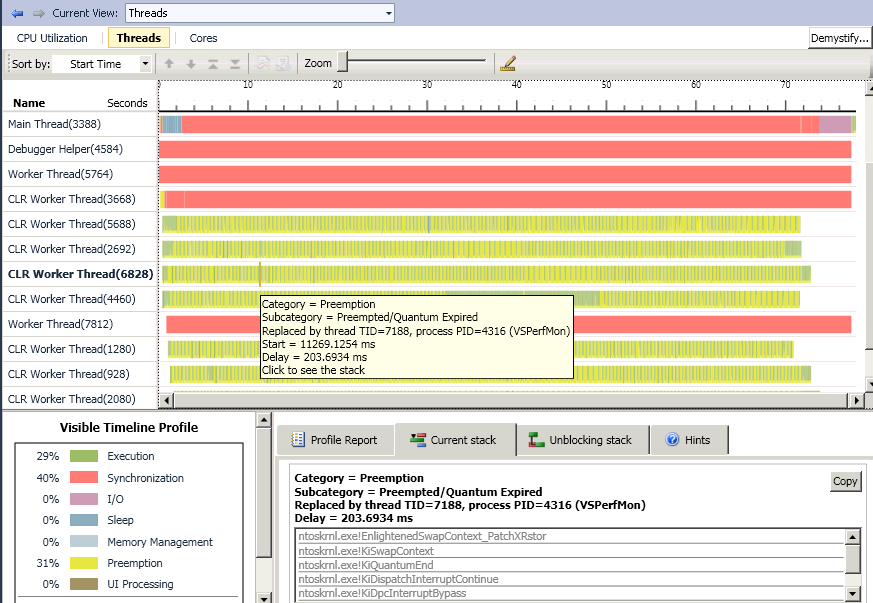 Current View: Threads
CPU Utilization Threads Cores Demystify...
Sort by: Start Time Zoom
Name Seconds
10 20 30 40 50 60 70
Main Thread(3388)
Debugger Helper(4584)
Worker Thread(5764)
CLR Worker Thread(3668)
CLR Worker Thread(5688)
CLR Worker Thread(2692)
CLR Worker Thread(6828)
CLR Worker Thread(4460)
Worker Thread(7812)
CLR Worker Thread(1280)
CLR Worker Thread(928)
CLR Worker Thread(2080)
Category = Preemption
Subcategory = Preempted/Quantum Expired
Replaced by thread TID=7188, process PID=4316 (VSPerfMon)
Start = 11269.1254 ms
Delay = 203.6934 ms
Click to see the stack
Visible Timeline Profile
29% Execution
40% Synchronization
0% I/O
0% Sleep
0% Memory Management
31% Preemption
0% UI Processing
Profile Report Current stack Unblocking stack Hints
Category = Preemption
Subcategory = Preempted/Quantum Expired
Replaced by thread TID=7188, process PID=4316 (VSPerfMon)
Delay = 203.6934 ms
Copy
ntoskrnl.exe!EnlightenedSwapContext_PatchXRstor
ntoskrnl.exe!KiSwapContext
ntoskrnl.exe!KiQuantumEnd
ntoskrnl.exe!KiDispatchInterruptContinue
ntoskrnl.exe!KiDpcInterruptBypass